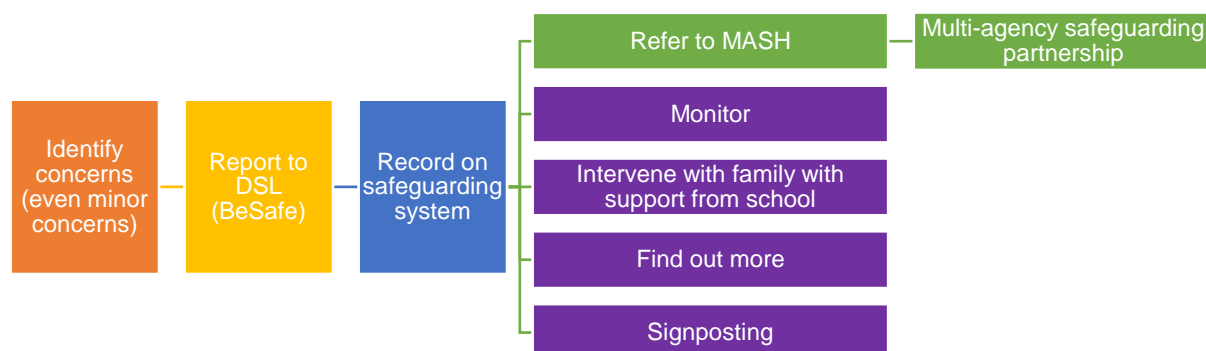 Identify
concerns
(even minor
concerns)
Report to
DSL
(BeSafe)
Record on
safeguarding
system
Refer to MASH
Multi-agency safeguarding
partnership
Monitor
Intervene with family with
support from school
Find out more
Signposting